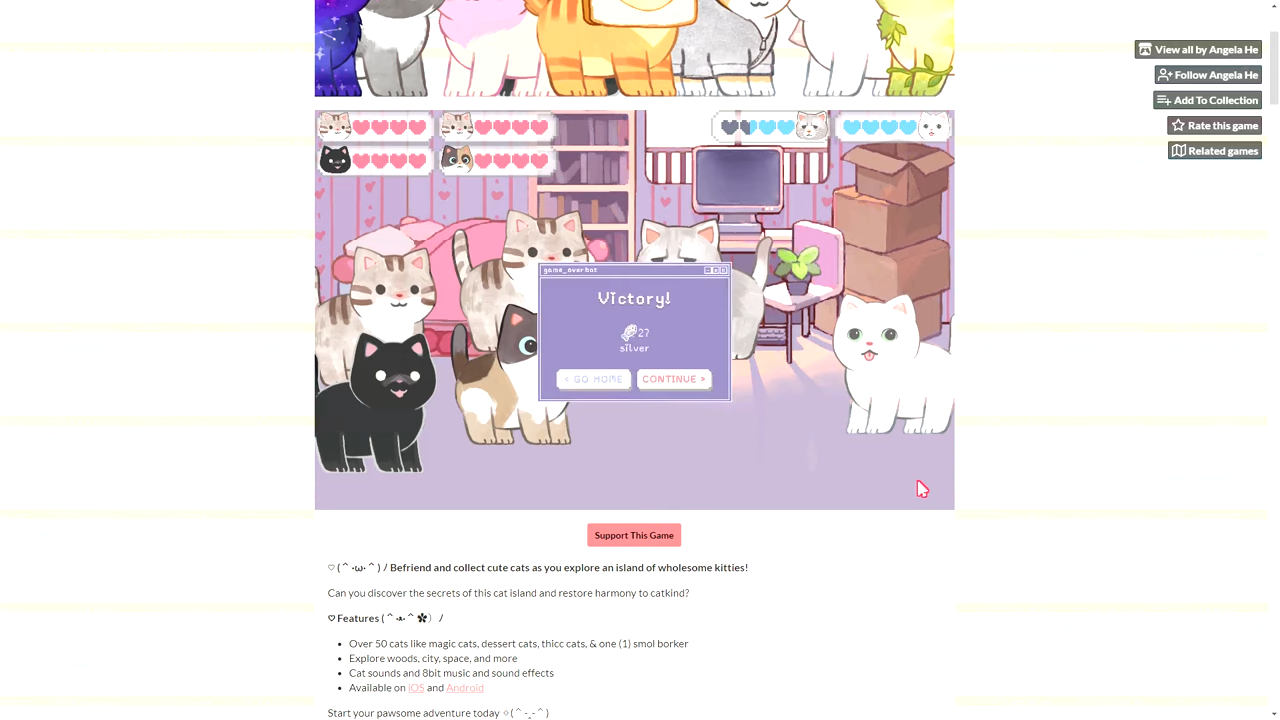 View all by Angela He
Follow Angela He
Add To Collection
Rate this game
Related games
game_over.bat
Victory!
27
silver
< GO HOME
CONTINUE >
Support This Game
♡ ( ^ ·ω· ^ ) / Befriend and collect cute cats as you explore an island of wholesome kitties!
Can you discover the secrets of this cat island and restore harmony to catkind?
♡ Features ( ^ ·ﻌ· ^ ✿) /
• Over 50 cats like magic cats, dessert cats, thicc cats, & one (1) smol borker
• Explore woods, city, space, and more
• Cat sounds and 8bit music and sound effects
• Available on iOS and Android
Start your pawsome adventure today ✧( ^ -̮- ^ )